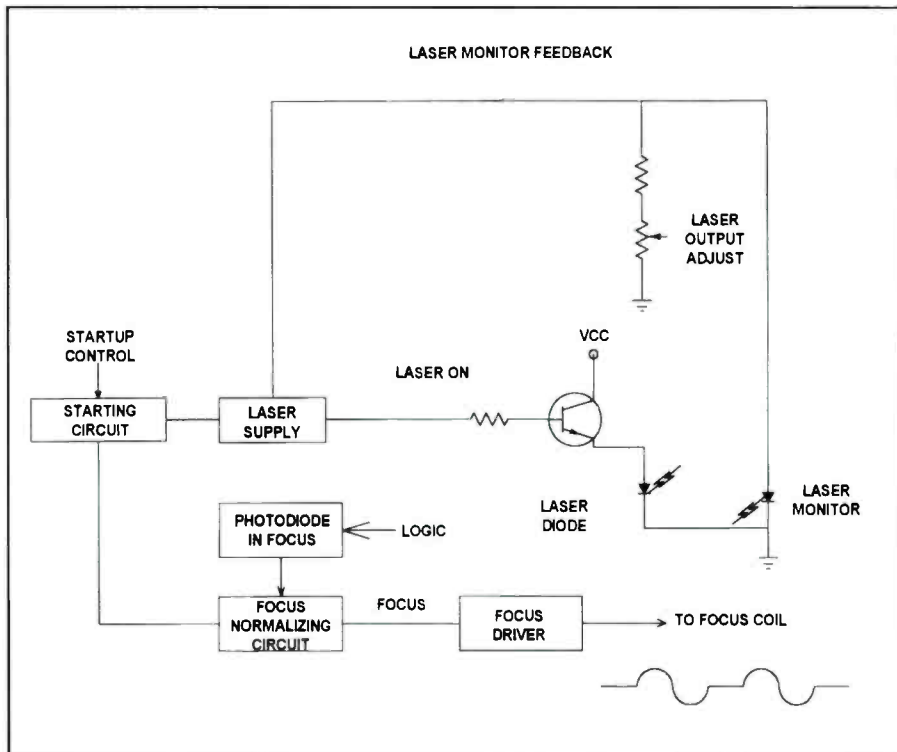 LASER MONITOR FEEDBACK
LASER
OUTPUT
ADJUST
STARTUP
CONTROL
VCC
LASER ON
STARTING
CIRCUIT
LASER
SUPPLY
LASER
DIODE
LASER
MONITOR
PHOTODIODE
IN FOCUS
LOGIC
FOCUS
NORMALIZING
CIRCUIT
FOCUS
FOCUS
DRIVER
TO FOCUS COIL